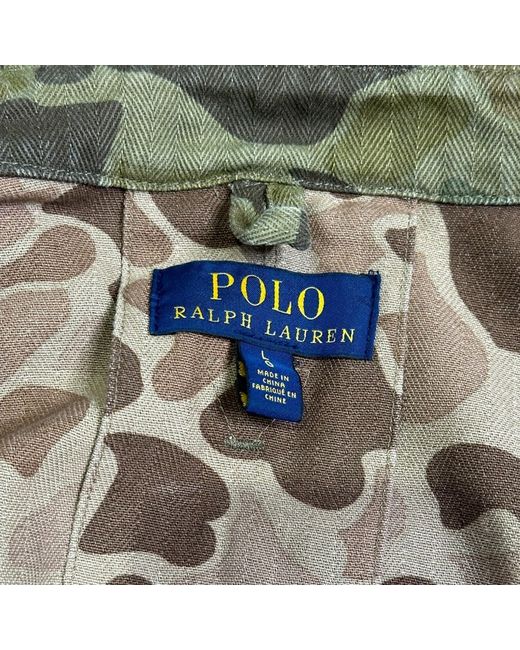 POLO
RALPH LAUREN
L
G
MADE IN
CHINA
FABRIQUÉ EN
CHINE